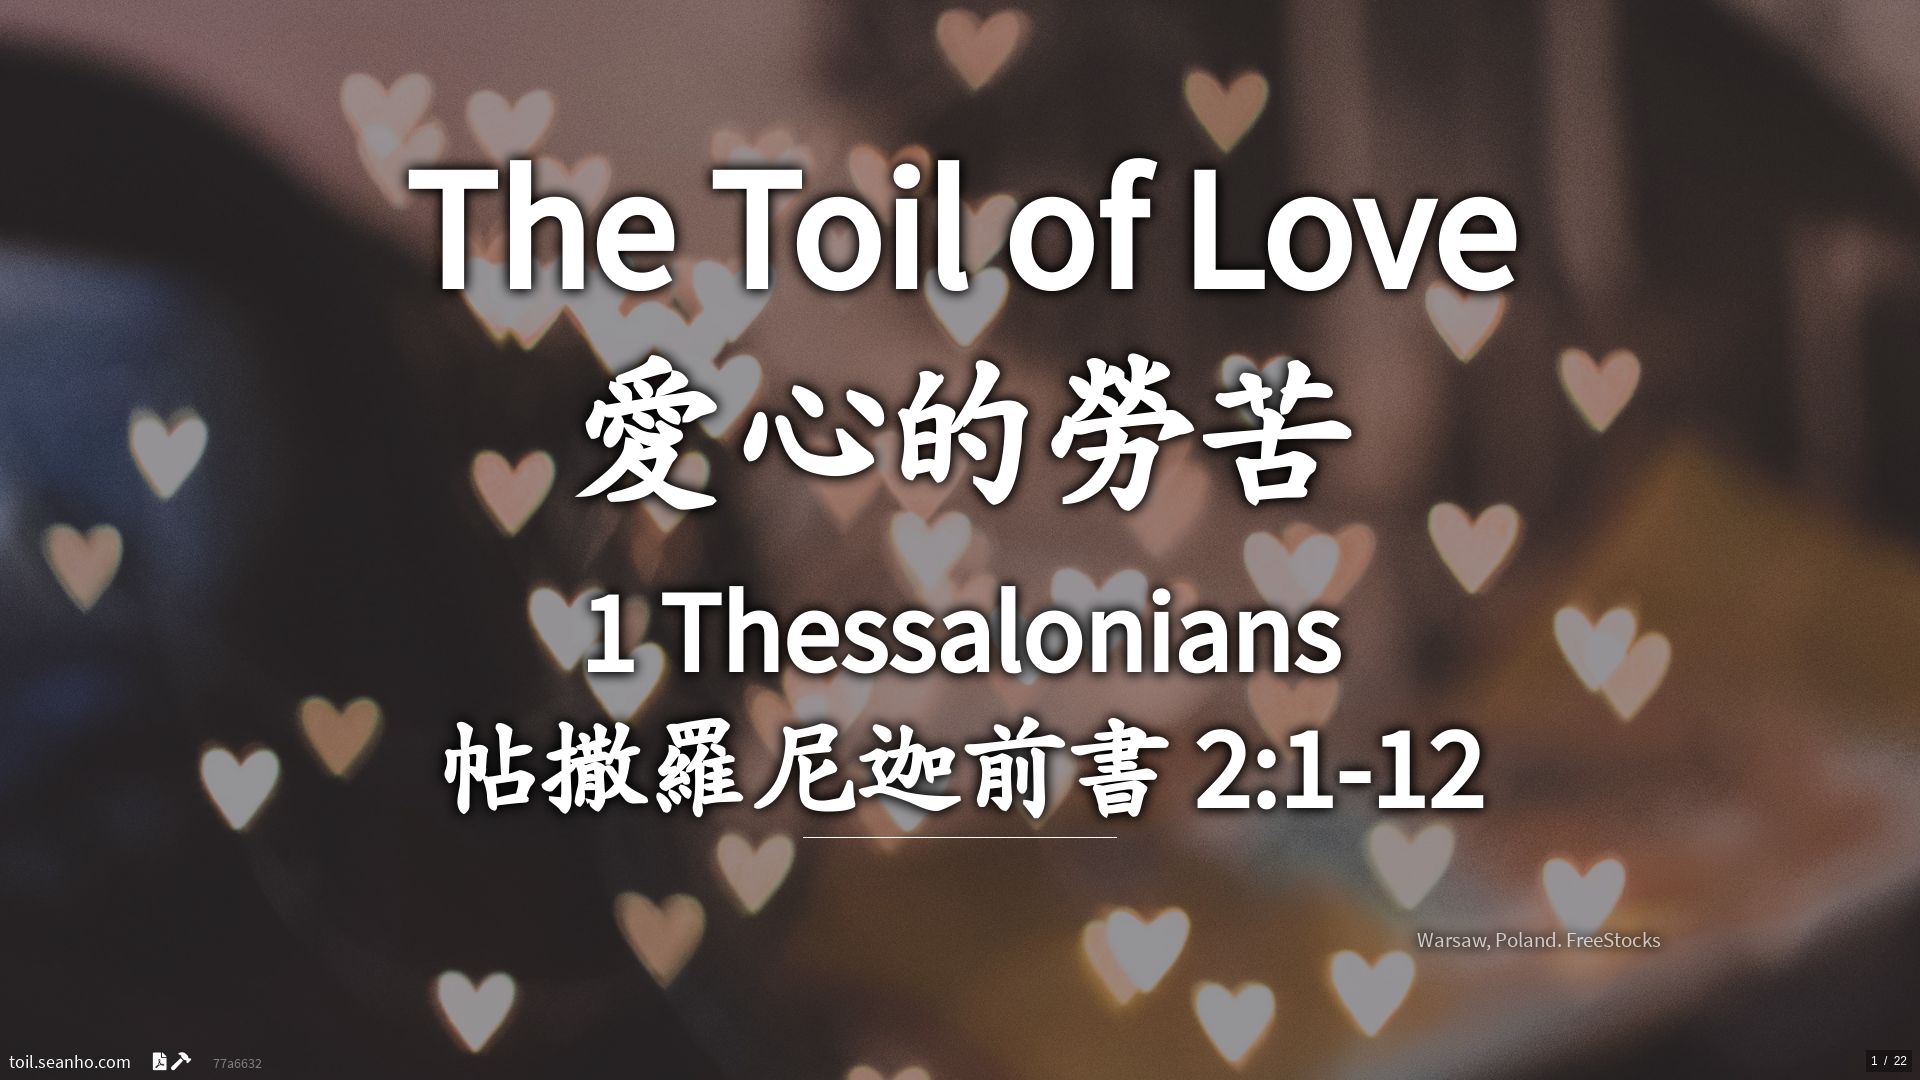 The Toil of Love
愛心的勞苦
1 Thessalonians
帖撒羅尼迦前書 2:1-12
Warsaw, Poland. FreeStocks
toil.seanho.com 77a6632
1 / 22